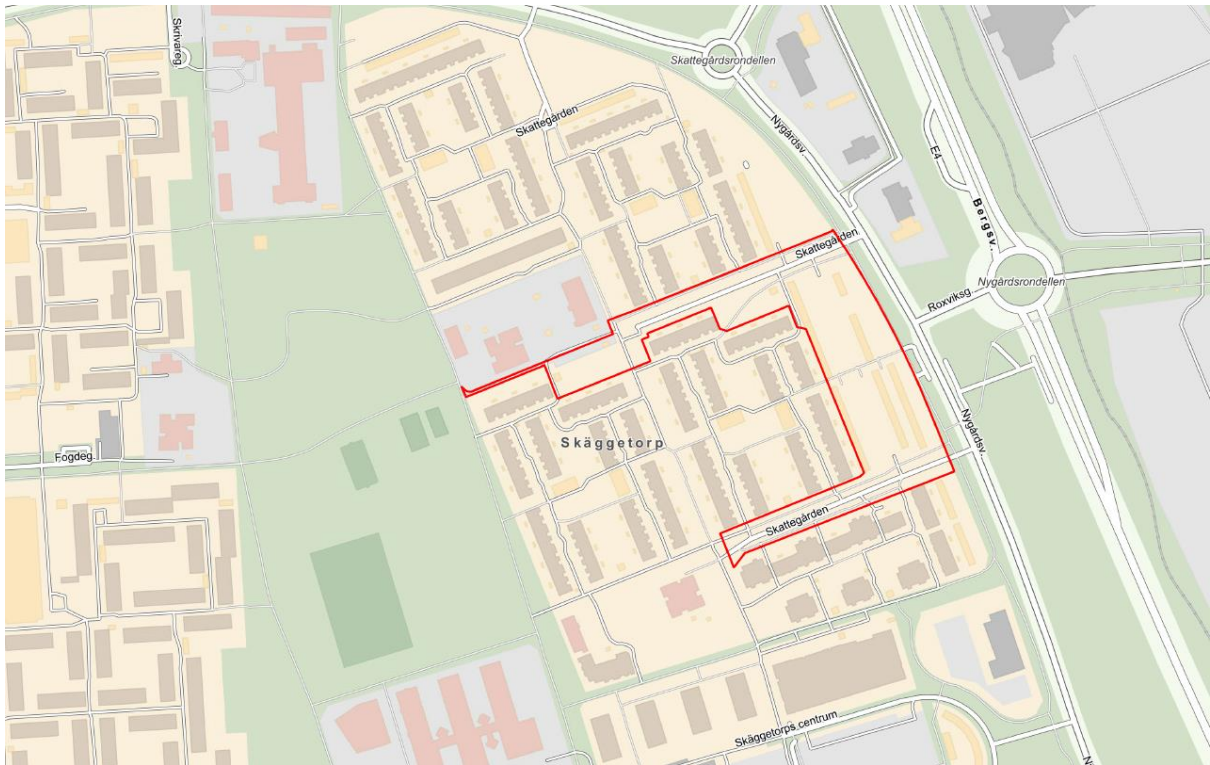 Skrivareg.
Skattegårdsrondellen
Skattegården
Nygårdsv.
E4
Bergsv.
Skattegården
Nygårdsrondellen
Roxviksg.
Skäggetorp
Nygårdsv.
Fogdeg.
Skattegården
Skäggetorps centrum